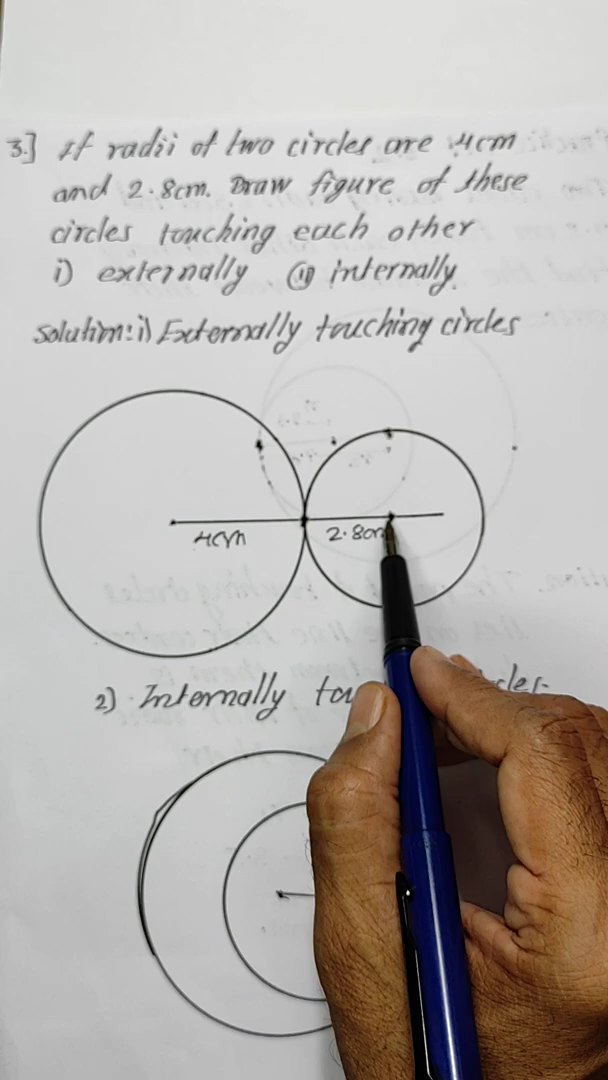 3.] If radii of two circles are 4cm
and 2.8cm. Draw figure of these
circles touching each other
i) externally (ii) internally.
Solution: i) Externally touching circles
4cm 2.8cm
2) Internally